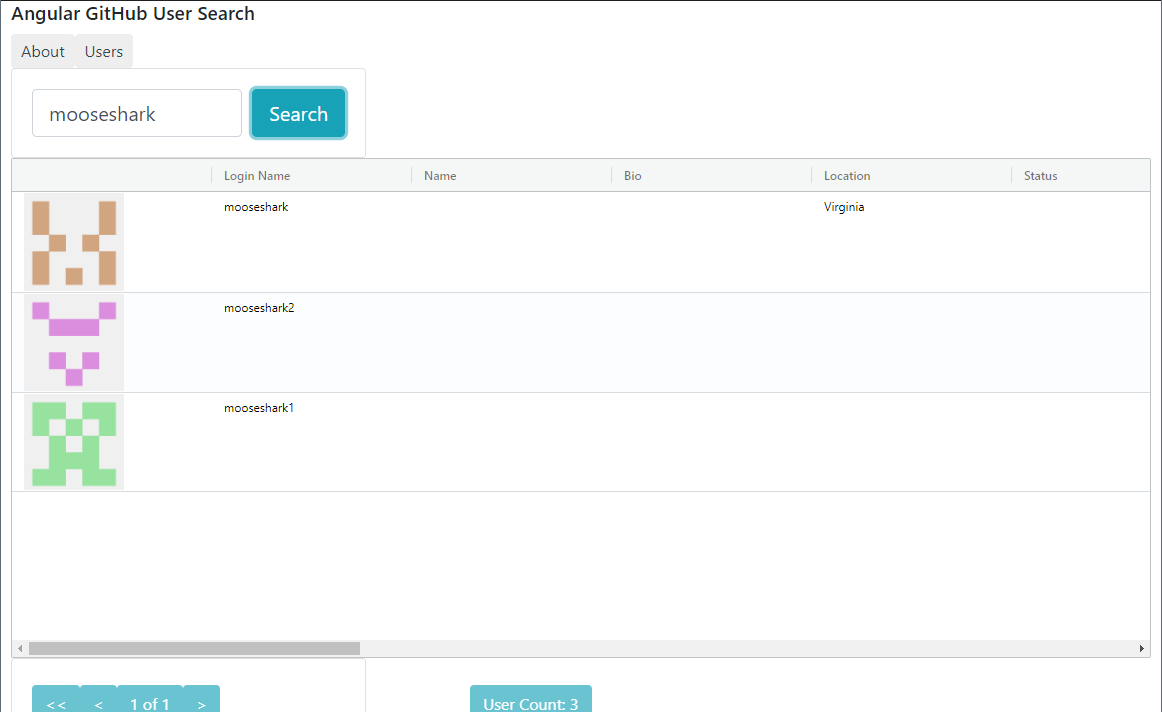 Angular GitHub User Search
About Users
mooseshark Search
Login Name Name Bio Location Status
mooseshark Virginia
mooseshark2
mooseshark1
<< < 1 of 1 > User Count: 3